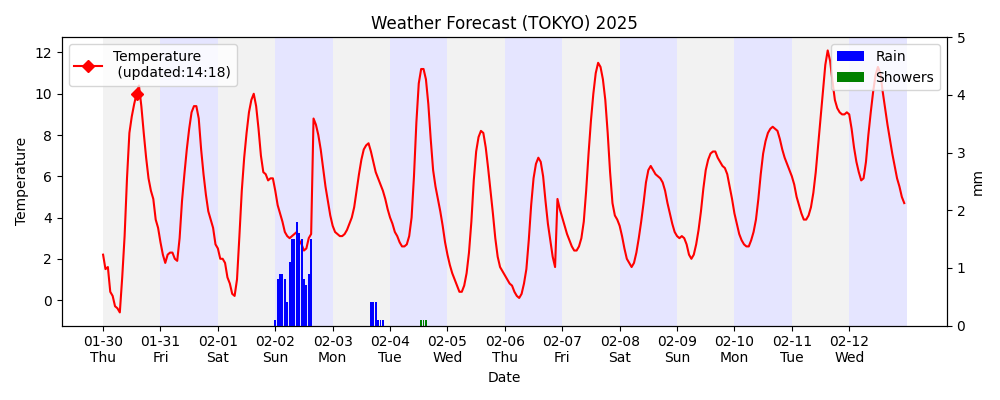 Weather Forecast (TOKYO) 2025
Temperature
(updated:14:18)
Rain
Showers
12
10
8
6
4
2
0
Temperature
5
4
3
2
1
0
mm
01-30 01-31 02-01 02-02 02-03 02-04 02-05 02-06 02-07 02-08 02-09 02-10 02-11 02-12
Thu Fri Sat Sun Mon Tue Wed Thu Fri Sat Sun Mon Tue Wed
Date